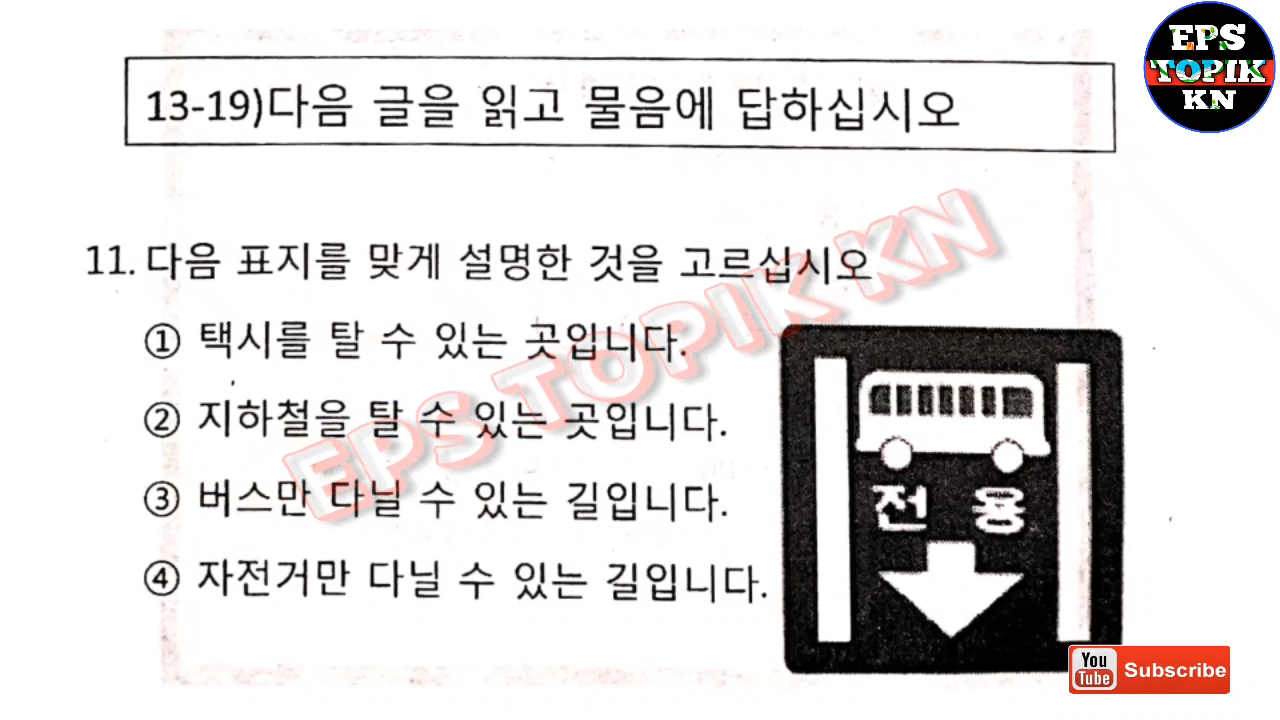 EPS
TOPIK
KN
13-19)다음 글을 읽고 물음에 답하십시오
11. 다음 표지를 맞게 설명한 것을 고르십시오
① 택시를 탈 수 있는 곳입니다.
② 지하철을 탈 수 있는 곳입니다.
③ 버스만 다닐 수 있는 길입니다.
④ 자전거만 다닐 수 있는 길입니다.
전 용
EPS TOPIK KN
You
Tube
Subscribe